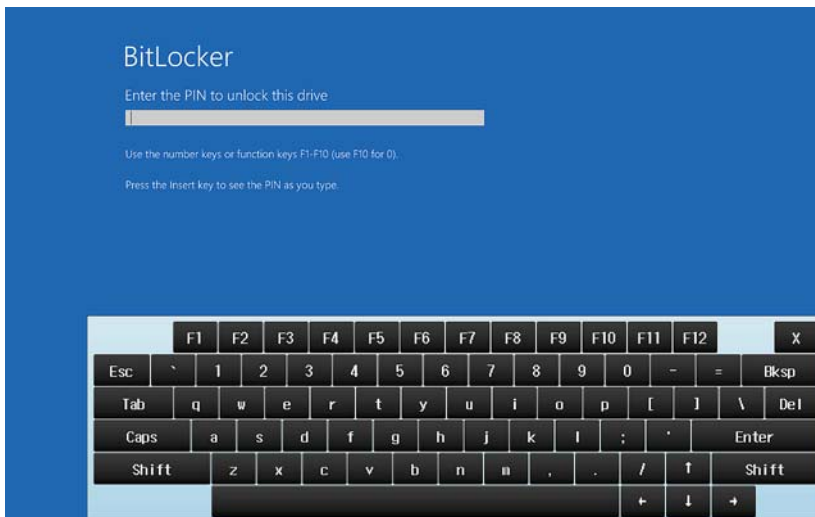 BitLocker
Enter the PIN to unlock this drive
Use the number keys or function keys F1-F10 (use F10 for 0).
Press the Insert key to see the PIN as you type.
F1 F2 F3 F4 F5 F6 F7 F8 F9 F10 F11 F12 X
Esc ` 1 2 3 4 5 6 7 8 9 0 - = Bksp
Tab q w e r t y u i o p [ ] \ Del
Caps a s d f g h j k l ; ' Enter
Shift z x c v b n m , . / ↑ Shift
← ↓ →